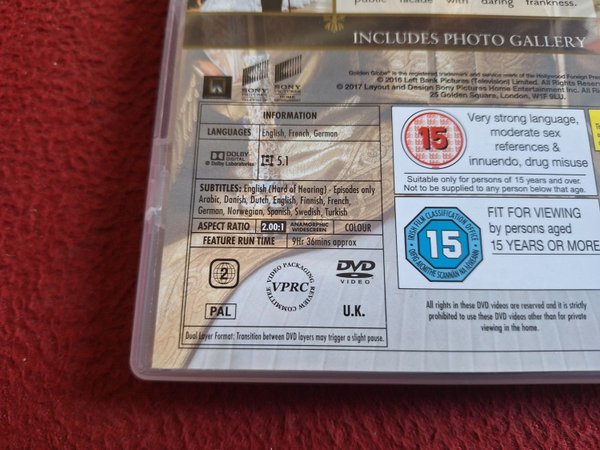 public facade with daring frankness.
INCLUDES PHOTO GALLERY
Golden Globe® is the registered trademark and service mark of the Hollywood Foreign Press
© 2016 Left Bank Pictures (Television) Limited. All Rights Reserve
© 2017 Layout and Design Sony Pictures Home Entertainment Inc. All
25 Golden Square, London, W1F 9LU.
SONY
SONY
INFORMATION
LANGUAGES English, French, German
DOLBY
DIGITAL
© Dolby Laboratories
5.1
SUBTITLES: English (Hard of Hearing) - Episodes only
Arabic, Danish, Dutch, English, Finnish, French,
German, Norwegian, Spanish, Swedish, Turkish
ASPECT RATIO 2.00:1 ANAMORPHIC WIDESCREEN COLOUR
FEATURE RUN TIME 9Hr 36mins approx
2
VIDEO PACKAGING REVIEW COMMITTEE
VPRC
DVD
VIDEO
PAL
U.K.
Dual Layer Format: Transition between DVD layers may trigger a slight pause.
15
Very strong language,
moderate sex
references &
innuendo, drug misuse
Suitable only for persons of 15 years and over.
Not to be supplied to any person below that age.
IRISH FILM CLASSIFICATION OFFICE
15
FIT FOR VIEWING
by persons aged
15 YEARS OR MORE
All rights in these DVD videos are reserved and it is strictly
prohibited to use these DVD videos other than for private
viewing in the home.